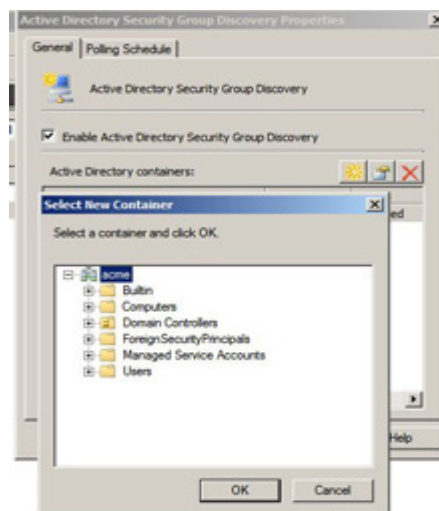 Active Directory Security Group Discovery Properties
General Polling Schedule
Active Directory Security Group Discovery
Enable Active Directory Security Group Discovery
Active Directory containers:
Select New Container
ed
Select a container and click OK.
acme
Builtin
Computers
Domain Controllers
ForeignSecurityPrincipals
Managed Service Accounts
Users
Help
OK Cancel